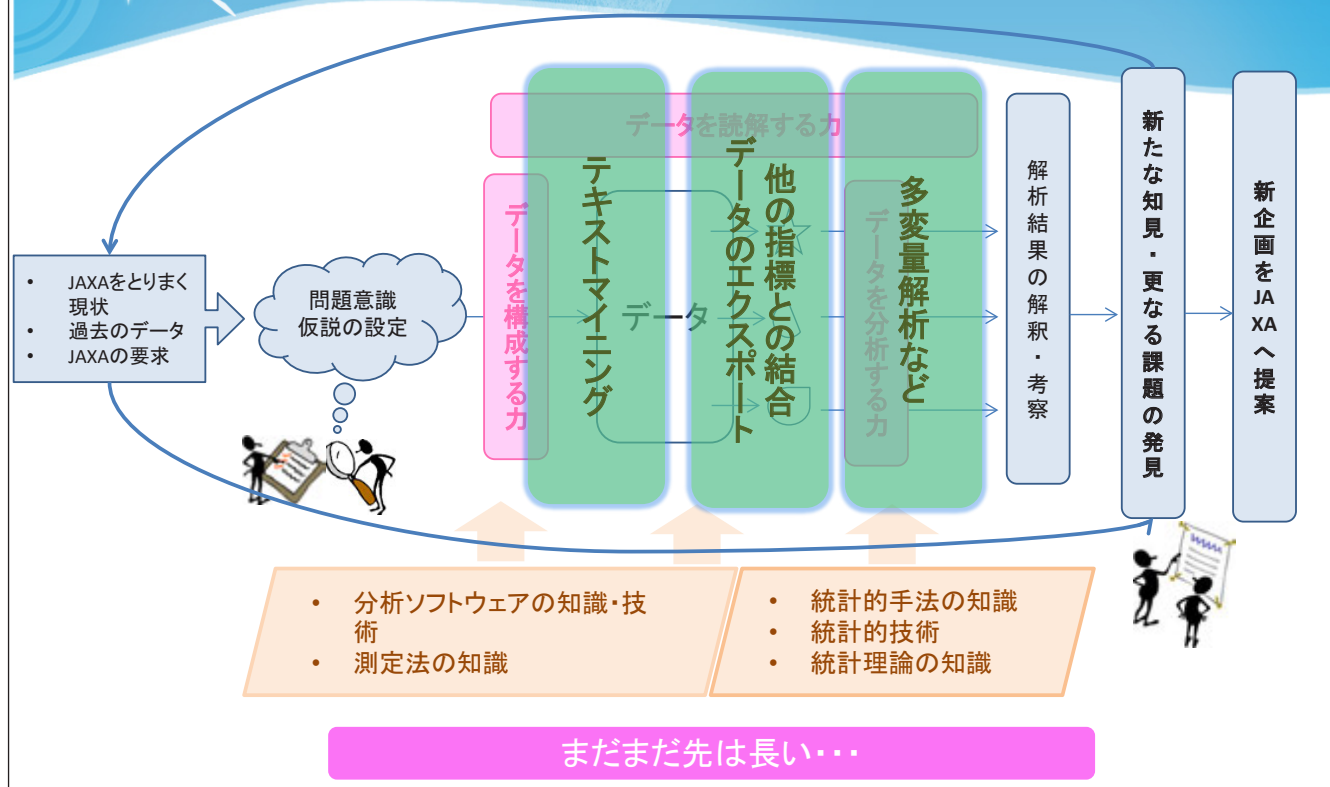 データを読解する力
• JAXAをとりまく
現状
• 過去のデータ
• JAXAの要求
問題意識
仮説の設定
データを構成する力
テキストマイニング
データ
データのエクスポート
他の指標との結合
データを分析する力
多変量解析など
解析結果の解釈・考察
新たな知見・更なる課題の発見
新企画をJAXAへ提案
• 分析ソフトウェアの知識・技
術
• 測定法の知識
• 統計的手法の知識
• 統計的技術
• 統計理論の知識
まだまだ先は長い・・・